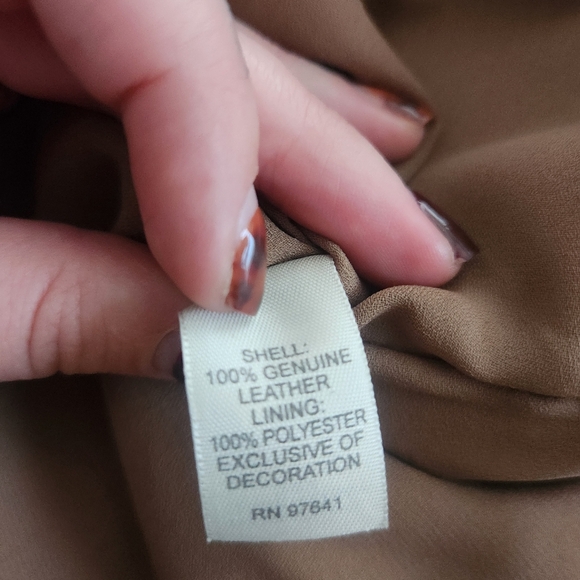 SHELL:
100% GENUINE
LEATHER
LINING:
100% POLYESTER
EXCLUSIVE OF
DECORATION
RN 97641